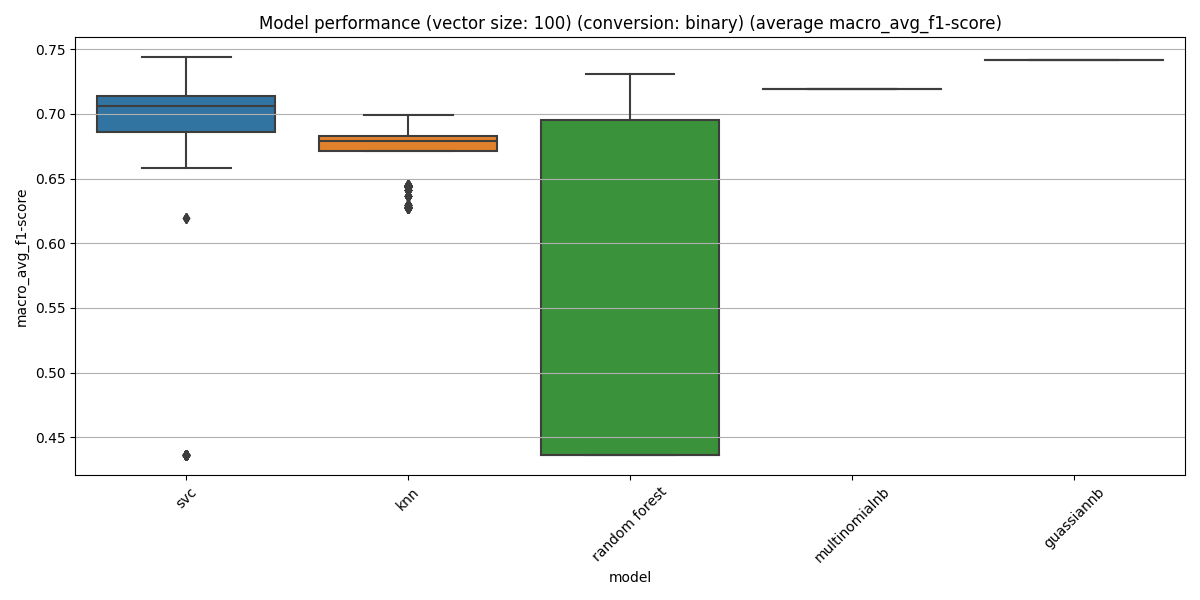 Model performance (vector size: 100) (conversion: binary) (average macro_avg_f1-score)
macro_avg_f1-score
0.75
0.70
0.65
0.60
0.55
0.50
0.45
svc
knn
random forest
multinomialnb
guassiannb
model